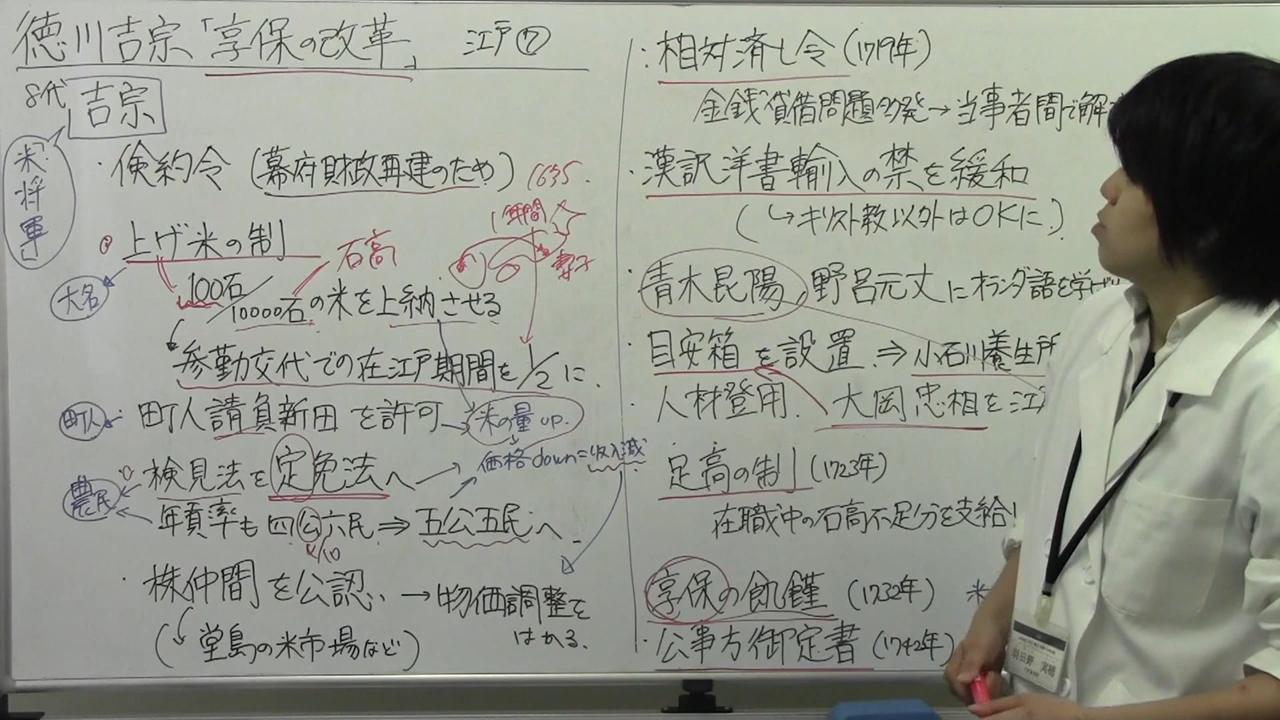 徳川吉宗「享保の改革」 江戸⑦
8代 吉宗
「米将軍」
・倹約令(幕府財政再建のため) 1635.
上げ米の制 石高 1年間
大名 妻子
100石/10000石の米を上納させる
参勤交代での在江戸期間を1/2に.
町人 町人請負新田を許可 米の量up.
価格down=収入減
農民 検見法を定免法へ
年貢率も四公六民⇒五公五民へ
4/10
・株仲間を公認. →物価調整をはかる.
(堂島の米市場など)
・相対済し令(1719年)
金銭貸借問題多発→当事者間で解
・漢訳洋書輸入の禁を緩和
(↳キリスト教以外はOKに.)
・青木昆陽、野呂元丈にオランダ語を学ば
・目安箱を設置⇒小石川養生所
・人材登用. 大岡忠相を江
足高の制(1723年)
在職中の石高不足分を支給!
享保の飢饉(1732年) 米
・公事方御定書(1742年)